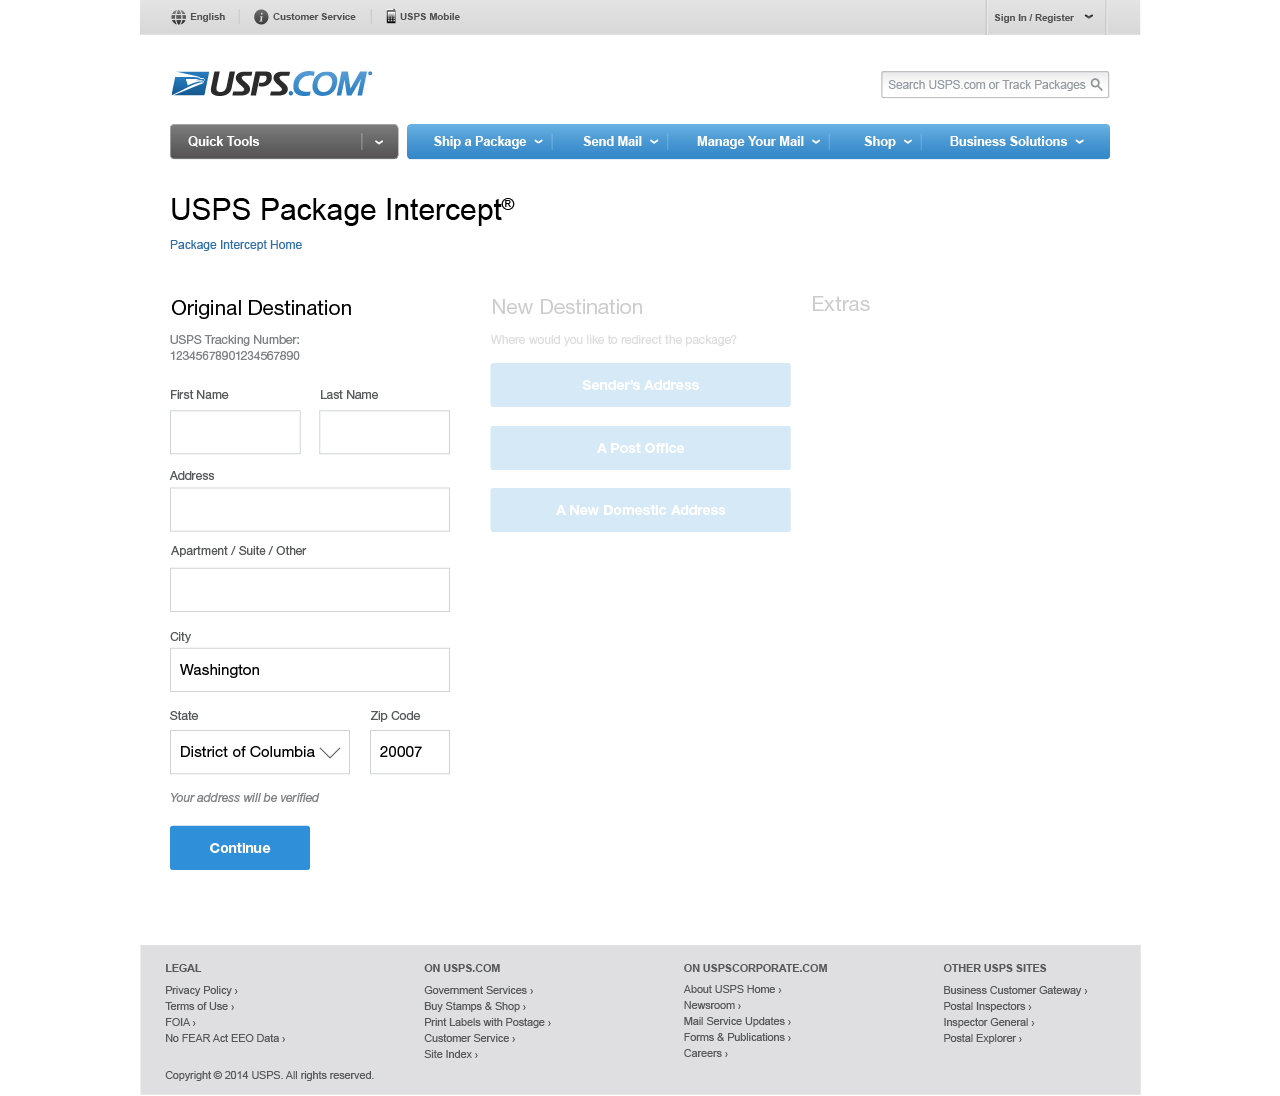 English
Customer Service
USPS Mobile
Sign In / Register
USPS.COM
Search USPS.com or Track Packages
Quick Tools
Ship a Package
Send Mail
Manage Your Mail
Shop
Business Solutions
USPS Package Intercept®
Package Intercept Home
Original Destination
USPS Tracking Number:
12345678901234567890
First Name
Last Name
Address
Apartment / Suite / Other
City
Washington
State
Zip Code
District of Columbia
20007
Your address will be verified
Continue
New Destination
Where would you like to redirect the package?
Sender's Address
A Post Office
A New Domestic Address
Extras
LEGAL
Privacy Policy ›
Terms of Use ›
FOIA ›
No FEAR Act EEO Data ›
ON USPS.COM
Government Services ›
Buy Stamps & Shop ›
Print Labels with Postage ›
Customer Service ›
Site Index ›
ON USPSCORPORATE.COM
About USPS Home ›
Newsroom ›
Mail Service Updates ›
Forms & Publications ›
Careers ›
OTHER USPS SITES
Business Customer Gateway ›
Postal Inspectors ›
Inspector General ›
Postal Explorer ›
Copyright © 2014 USPS. All rights reserved.